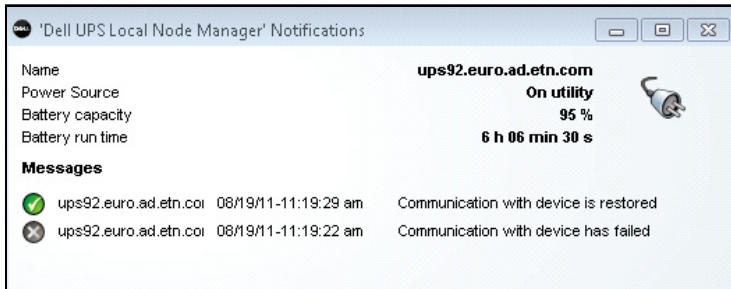 DELL 'Dell UPS Local Node Manager' Notifications
Name ups92.euro.ad.etn.com
Power Source On utility
Battery capacity 95 %
Battery run time 6 h 06 min 30 s
Messages
ups92.euro.ad.etn.coı 08/19/11-11:19:29 am Communication with device is restored
ups92.euro.ad.etn.coı 08/19/11-11:19:22 am Communication with device has failed